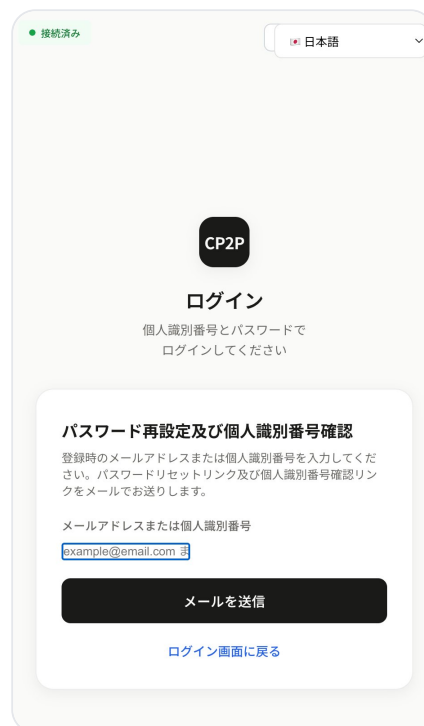 接続済み
日本語
CP2P
ログイン
個人識別番号とパスワードで
ログインしてください
パスワード再設定及び個人識別番号確認
登録時のメールアドレスまたは個人識別番号を入力してくだ
さい。パスワードリセットリンク及び個人識別番号確認リン
クをメールでお送りします。
メールアドレスまたは個人識別番号
example@email.com ま
メールを送信
ログイン画面に戻る